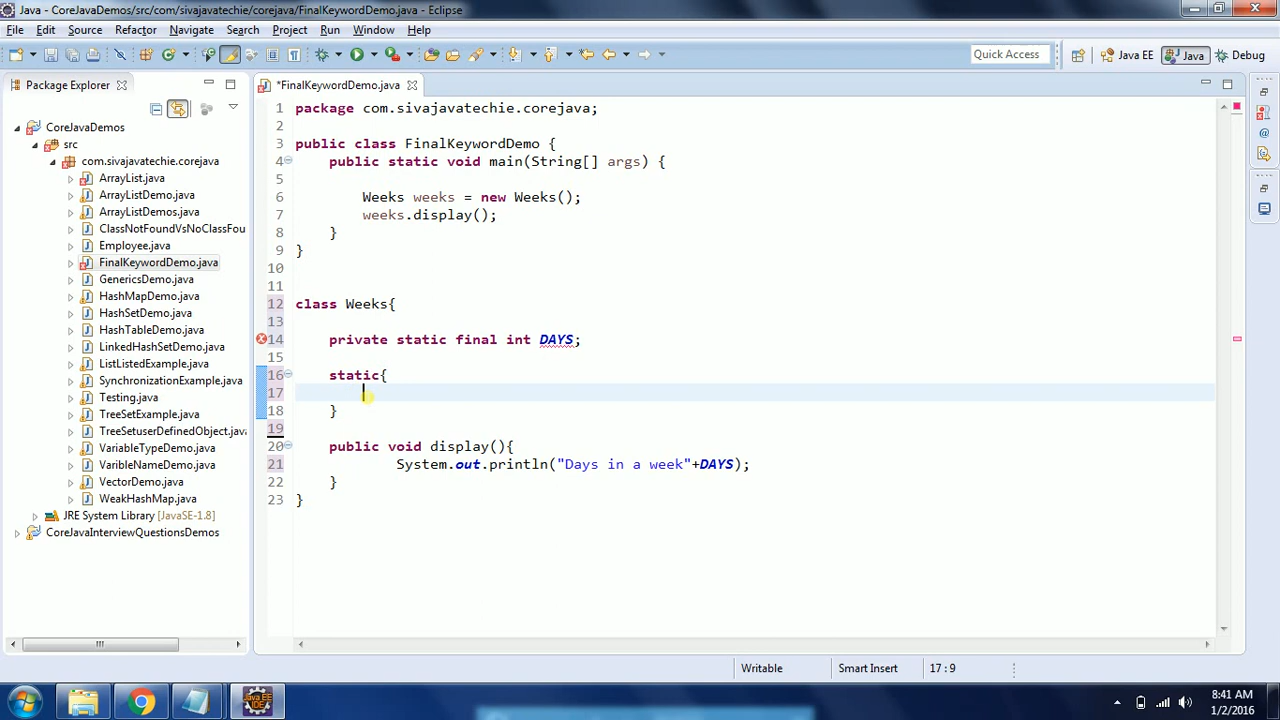 Java - CoreJavaDemos/src/com/sivajavatechie/corejava/FinalKeywordDemo.java - Eclipse
File Edit Source Refactor Navigate Search Project Run Window Help
Quick Access Java EE Java Debug
Package Explorer *FinalKeywordDemo.java
CoreJavaDemos
src
com.sivajavatechie.corejava
ArrayList.java
ArrayListDemo.java
ArrayListDemos.java
ClassNotFoundVsNoClassFou
Employee.java
FinalKeywordDemo.java
GenericsDemo.java
HashMapDemo.java
HashSetDemo.java
HashTableDemo.java
LinkedHashSetDemo.java
ListListedExample.java
SynchronizationExample.java
Testing.java
TreeSetExample.java
TreeSetuserDefinedObject.java
VariableTypeDemo.java
VaribleNameDemo.java
VectorDemo.java
WeakHashMap.java
JRE System Library [JavaSE-1.8]
CoreJavaInterviewQuestionsDemos
1 package com.sivajavatechie.corejava;
2
3 public class FinalKeywordDemo {
4 public static void main(String[] args) {
5
6 Weeks weeks = new Weeks();
7 weeks.display();
8 }
9 }
10
11
12 class Weeks{
13
14 private static final int DAYS;
15
16 static{
17
18 }
19
20 public void display(){
21 System.out.println("Days in a week"+DAYS);
22 }
23 }
Writable Smart Insert 17 : 9
Java EE IDE
8:41 AM
1/2/2016